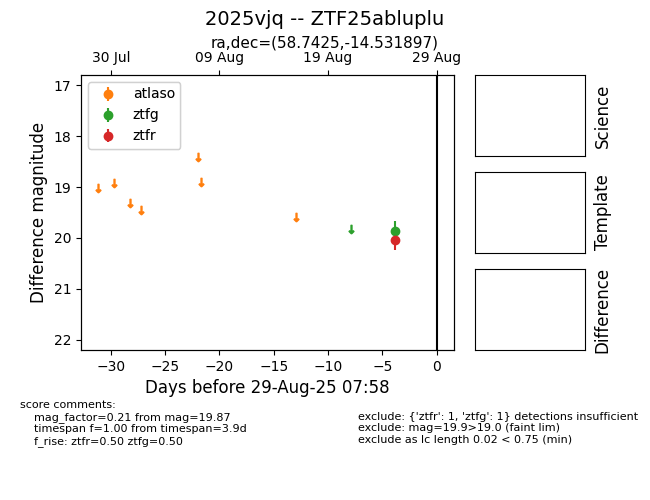 2025vjq -- ZTF25abluplu
ra,dec=(58.7425,-14.531897)
30 Jul 09 Aug 19 Aug 29 Aug
atlaso
ztfg
ztfr
17
18
19
20
21
22
Difference magnitude
−30 −25 −20 −15 −10 −5 0
Days before 29-Aug-25 07:58
Science
Template
Difference
score comments:
mag_factor=0.21 from mag=19.87
timespan f=1.00 from timespan=3.9d
f_rise: ztfr=0.50 ztfg=0.50
exclude: {'ztfr': 1, 'ztfg': 1} detections insufficient
exclude: mag=19.9>19.0 (faint lim)
exclude as lc length 0.02 < 0.75 (min)